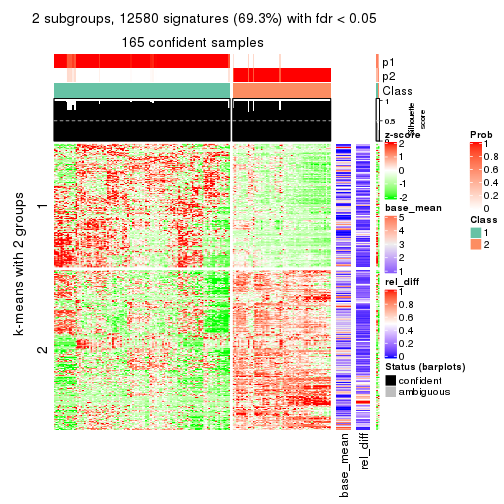 2 subgroups, 12580 signatures (69.3%) with fdr < 0.05
165 confident samples
p1
p2
Class
1
0.5
0
Silhouette
score
k-means with 2 groups
1
2
base_mean
rel_diff
z-score
2
1
0
-1
-2
base_mean
5
4
3
2
1
rel_diff
1
0.8
0.6
0.4
0.2
0
Status (barplots)
confident
ambiguous
Prob
1
0.8
0.6
0.4
0.2
0
Class
1
2